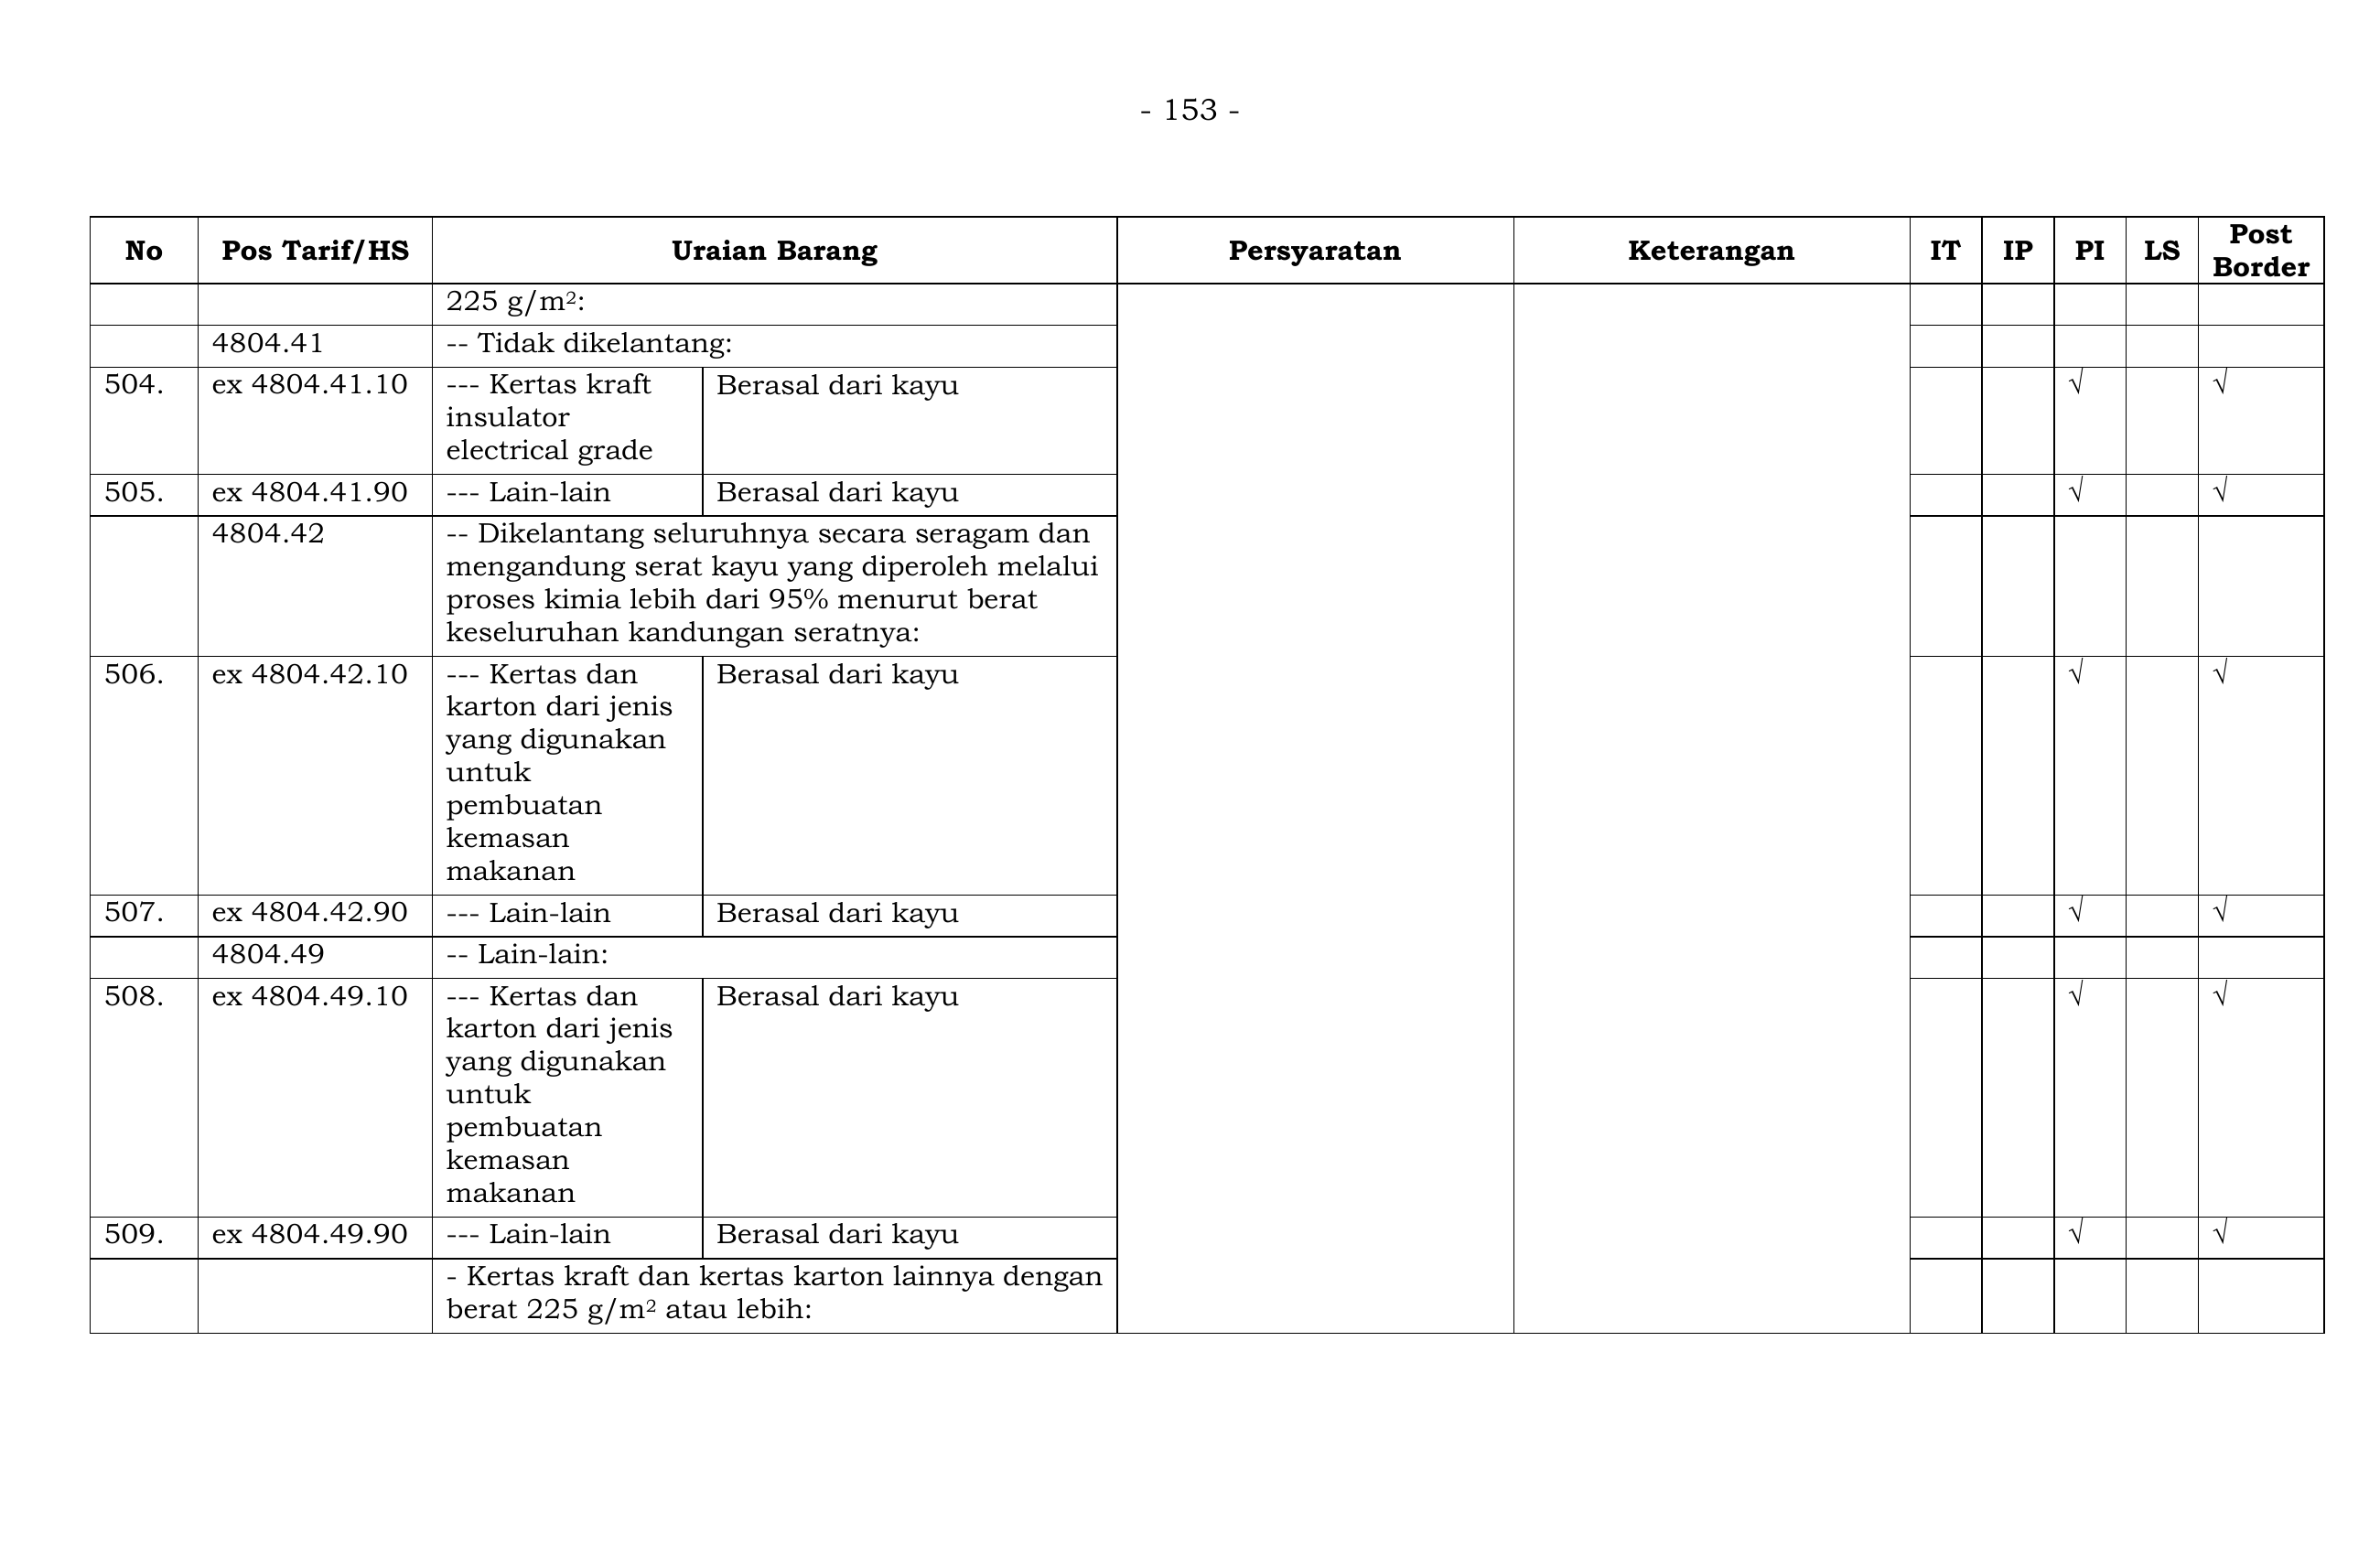 - 153 -
No Pos Tarif/HS Uraian Barang Persyaratan Keterangan IT IP PI LS Post Border
225 g/m²:
4804.41 -- Tidak dikelantang:
504. ex 4804.41.10 --- Kertas kraft Berasal dari kayu √ √
insulator
electrical grade
505. ex 4804.41.90 --- Lain-lain Berasal dari kayu √ √
4804.42 -- Dikelantang seluruhnya secara seragam dan
mengandung serat kayu yang diperoleh melalui
proses kimia lebih dari 95% menurut berat
keseluruhan kandungan seratnya:
506. ex 4804.42.10 --- Kertas dan Berasal dari kayu √ √
karton dari jenis
yang digunakan
untuk
pembuatan
kemasan
makanan
507. ex 4804.42.90 --- Lain-lain Berasal dari kayu √ √
4804.49 -- Lain-lain:
508. ex 4804.49.10 --- Kertas dan Berasal dari kayu √ √
karton dari jenis
yang digunakan
untuk
pembuatan
kemasan
makanan
509. ex 4804.49.90 --- Lain-lain Berasal dari kayu √ √
- Kertas kraft dan kertas karton lainnya dengan
berat 225 g/m² atau lebih: